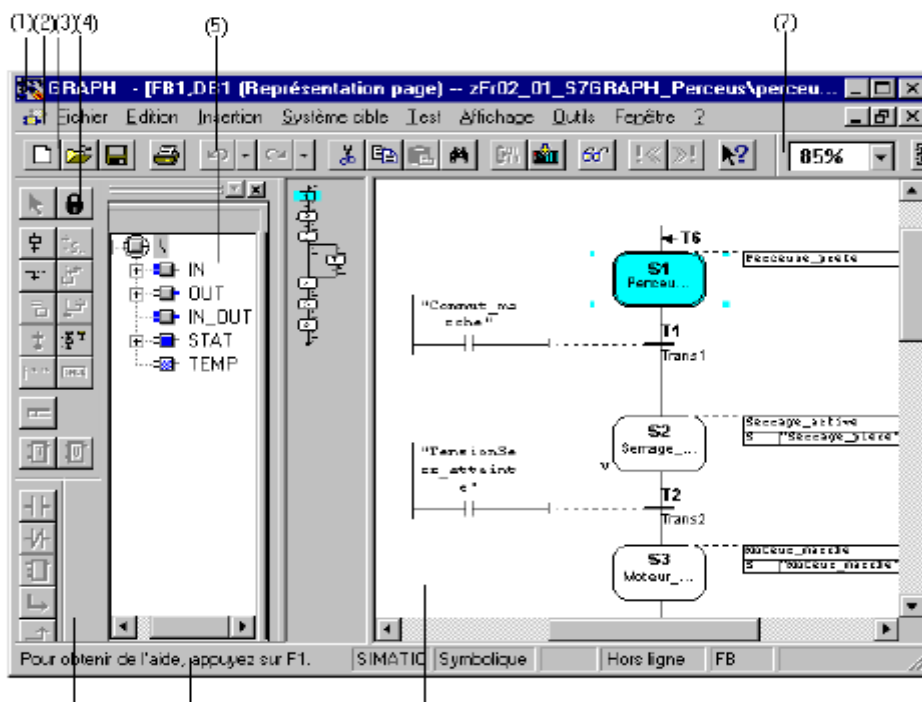 (1)(2)(3)(4) (5) (7)
GRAPH - [FB1,DB1 (Représentation page) -- zFr02_01_S7GRAPH_Perceus\perceu...
Fichier Edition Insertion Système cible Test Affichage Outils Fenêtre ?
85%
\
IN
OUT
IN_OUT
STAT
TEMP
T6
S1
Perceu...
Perceuse_prete
"Commut_ma
rche"
T1
Trans1
S2
Serrage_...
Serrage_active
S "Serrage_piece"
"TensionSe
rr_atteint
e"
T2
Trans2
S3
Moteur_...
Moteur_marche
S "Moteur_marche"
Pour obtenir de l'aide, appuyez sur F1. SIMATIC Symbolique Hors ligne FB